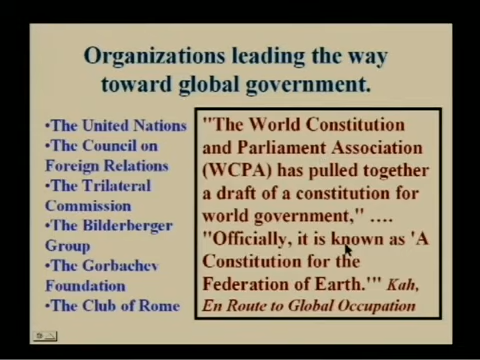 Organizations leading the way
toward global government.
•The United Nations
•The Council on
Foreign Relations
•The Trilateral
Commission
•The Bilderberger
Group
•The Gorbachev
Foundation
•The Club of Rome
"The World Constitution
and Parliament Association
(WCPA) has pulled together
a draft of a constitution for
world government," ....
"Officially, it is known as 'A
Constitution for the
Federation of Earth.'" Kah,
En Route to Global Occupation